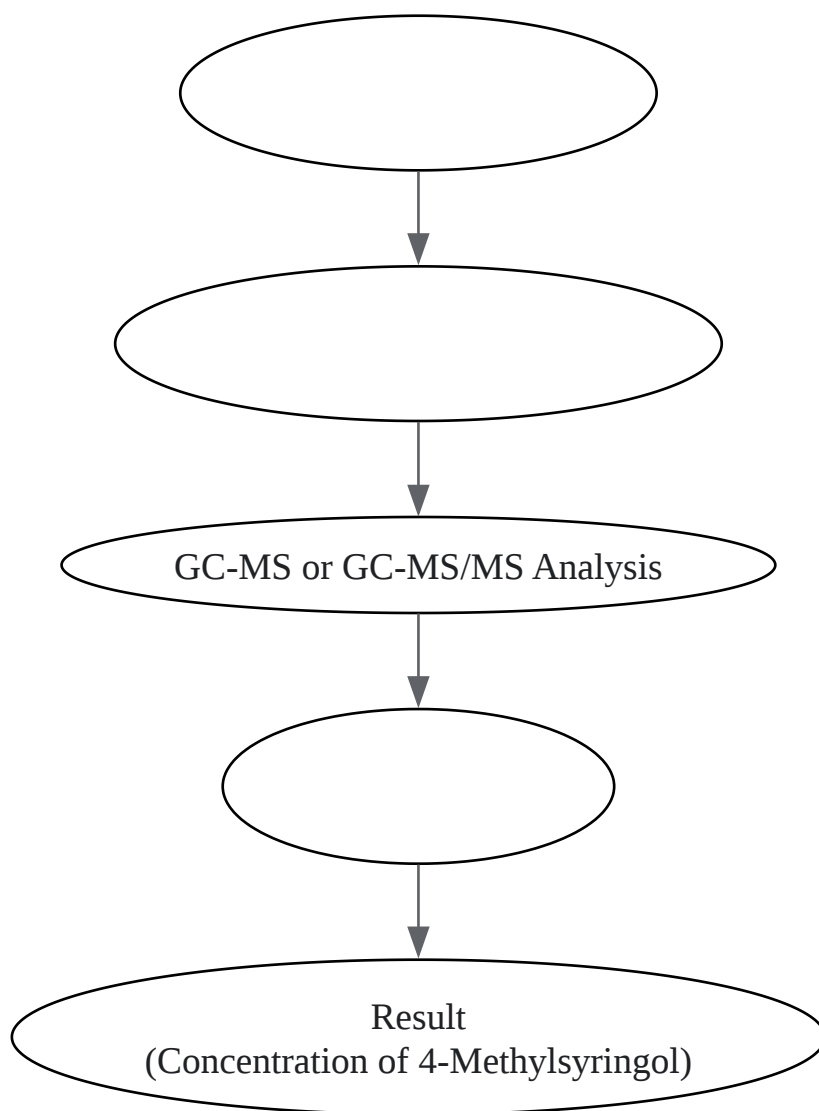 GC-MS or GC-MS/MS Analysis
Result
(Concentration of 4-Methylsyringol)